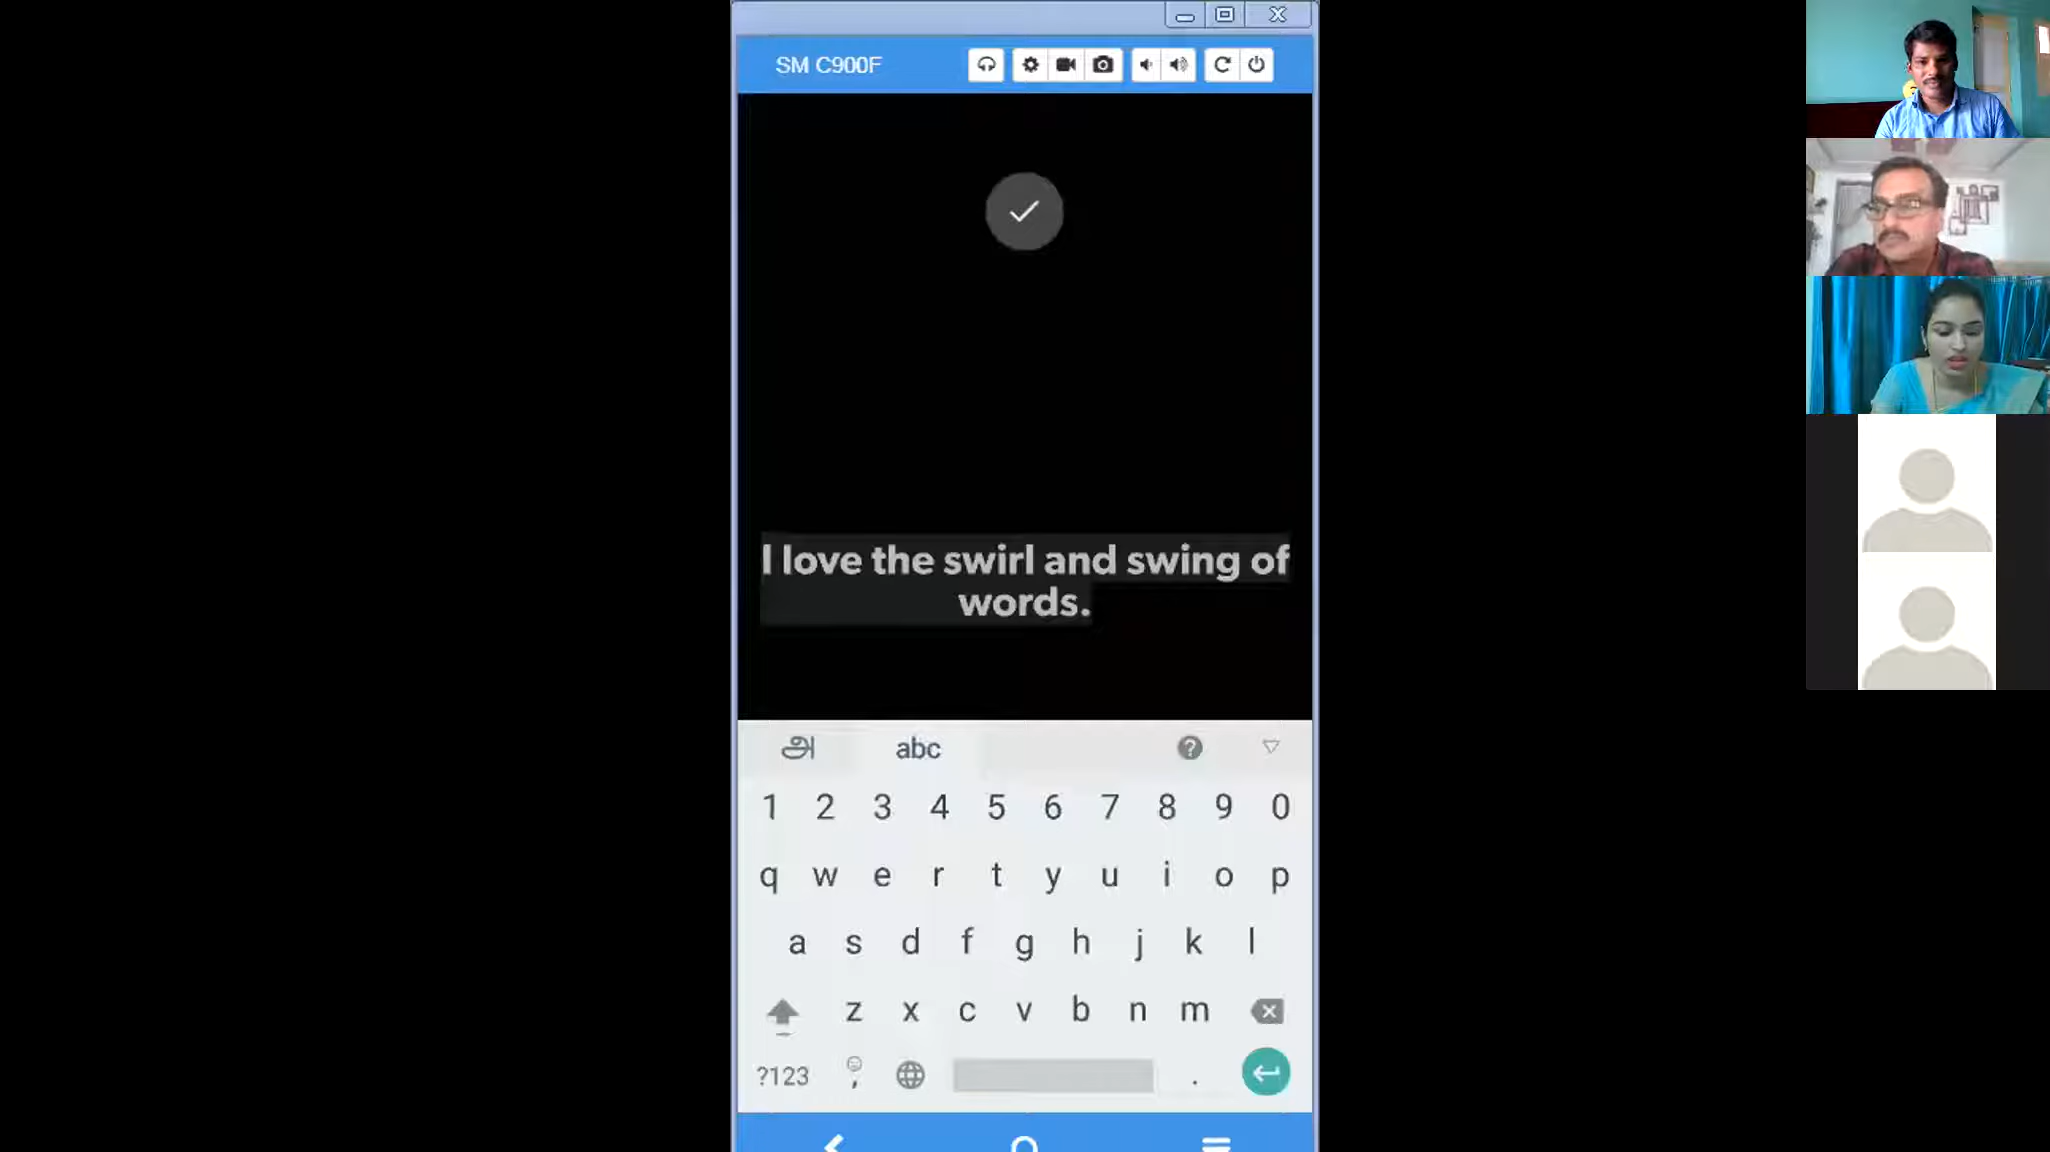 SM C900F
I love the swirl and swing of
words.
அ abc
1 2 3 4 5 6 7 8 9 0
q w e r t y u i o p
a s d f g h j k l
z x c v b n m
?123 , .